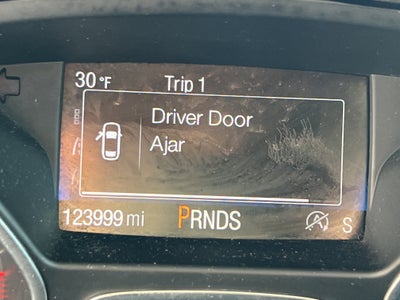 30°F Trip 1
Driver Door
Ajar
123999 mi PRNDS S